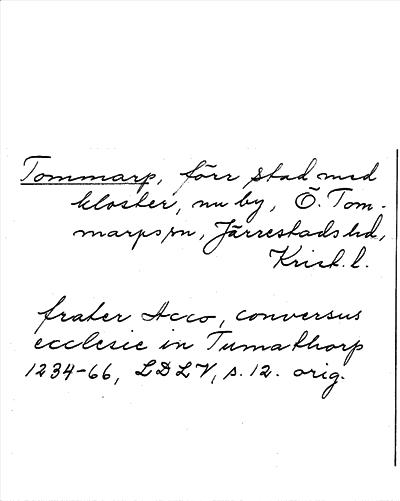 Tommarp, förr stad med
kloster, nu by, Ö. Tom-
marps sn, Järrestads hd,
Krist. l.
frater Acco, conversus
ecclesie in Tumathorp
1234-66, LDLV, s. 12. orig.